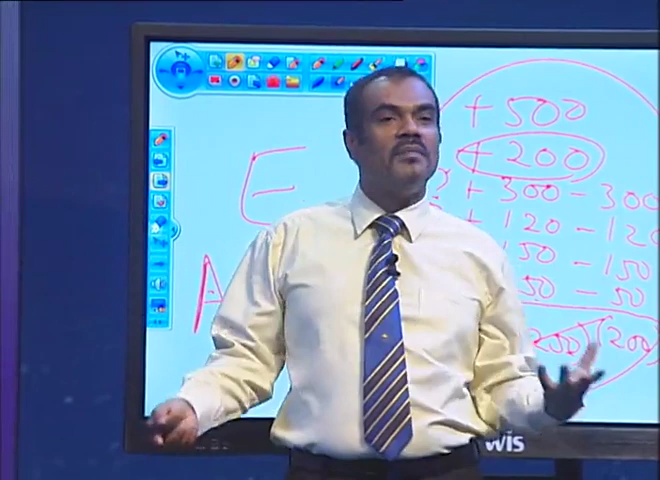 + 500
+ 200
E
+ 300 - 300
+ 120 - 120
150 - 150
50 - 50
A
200 200
wis